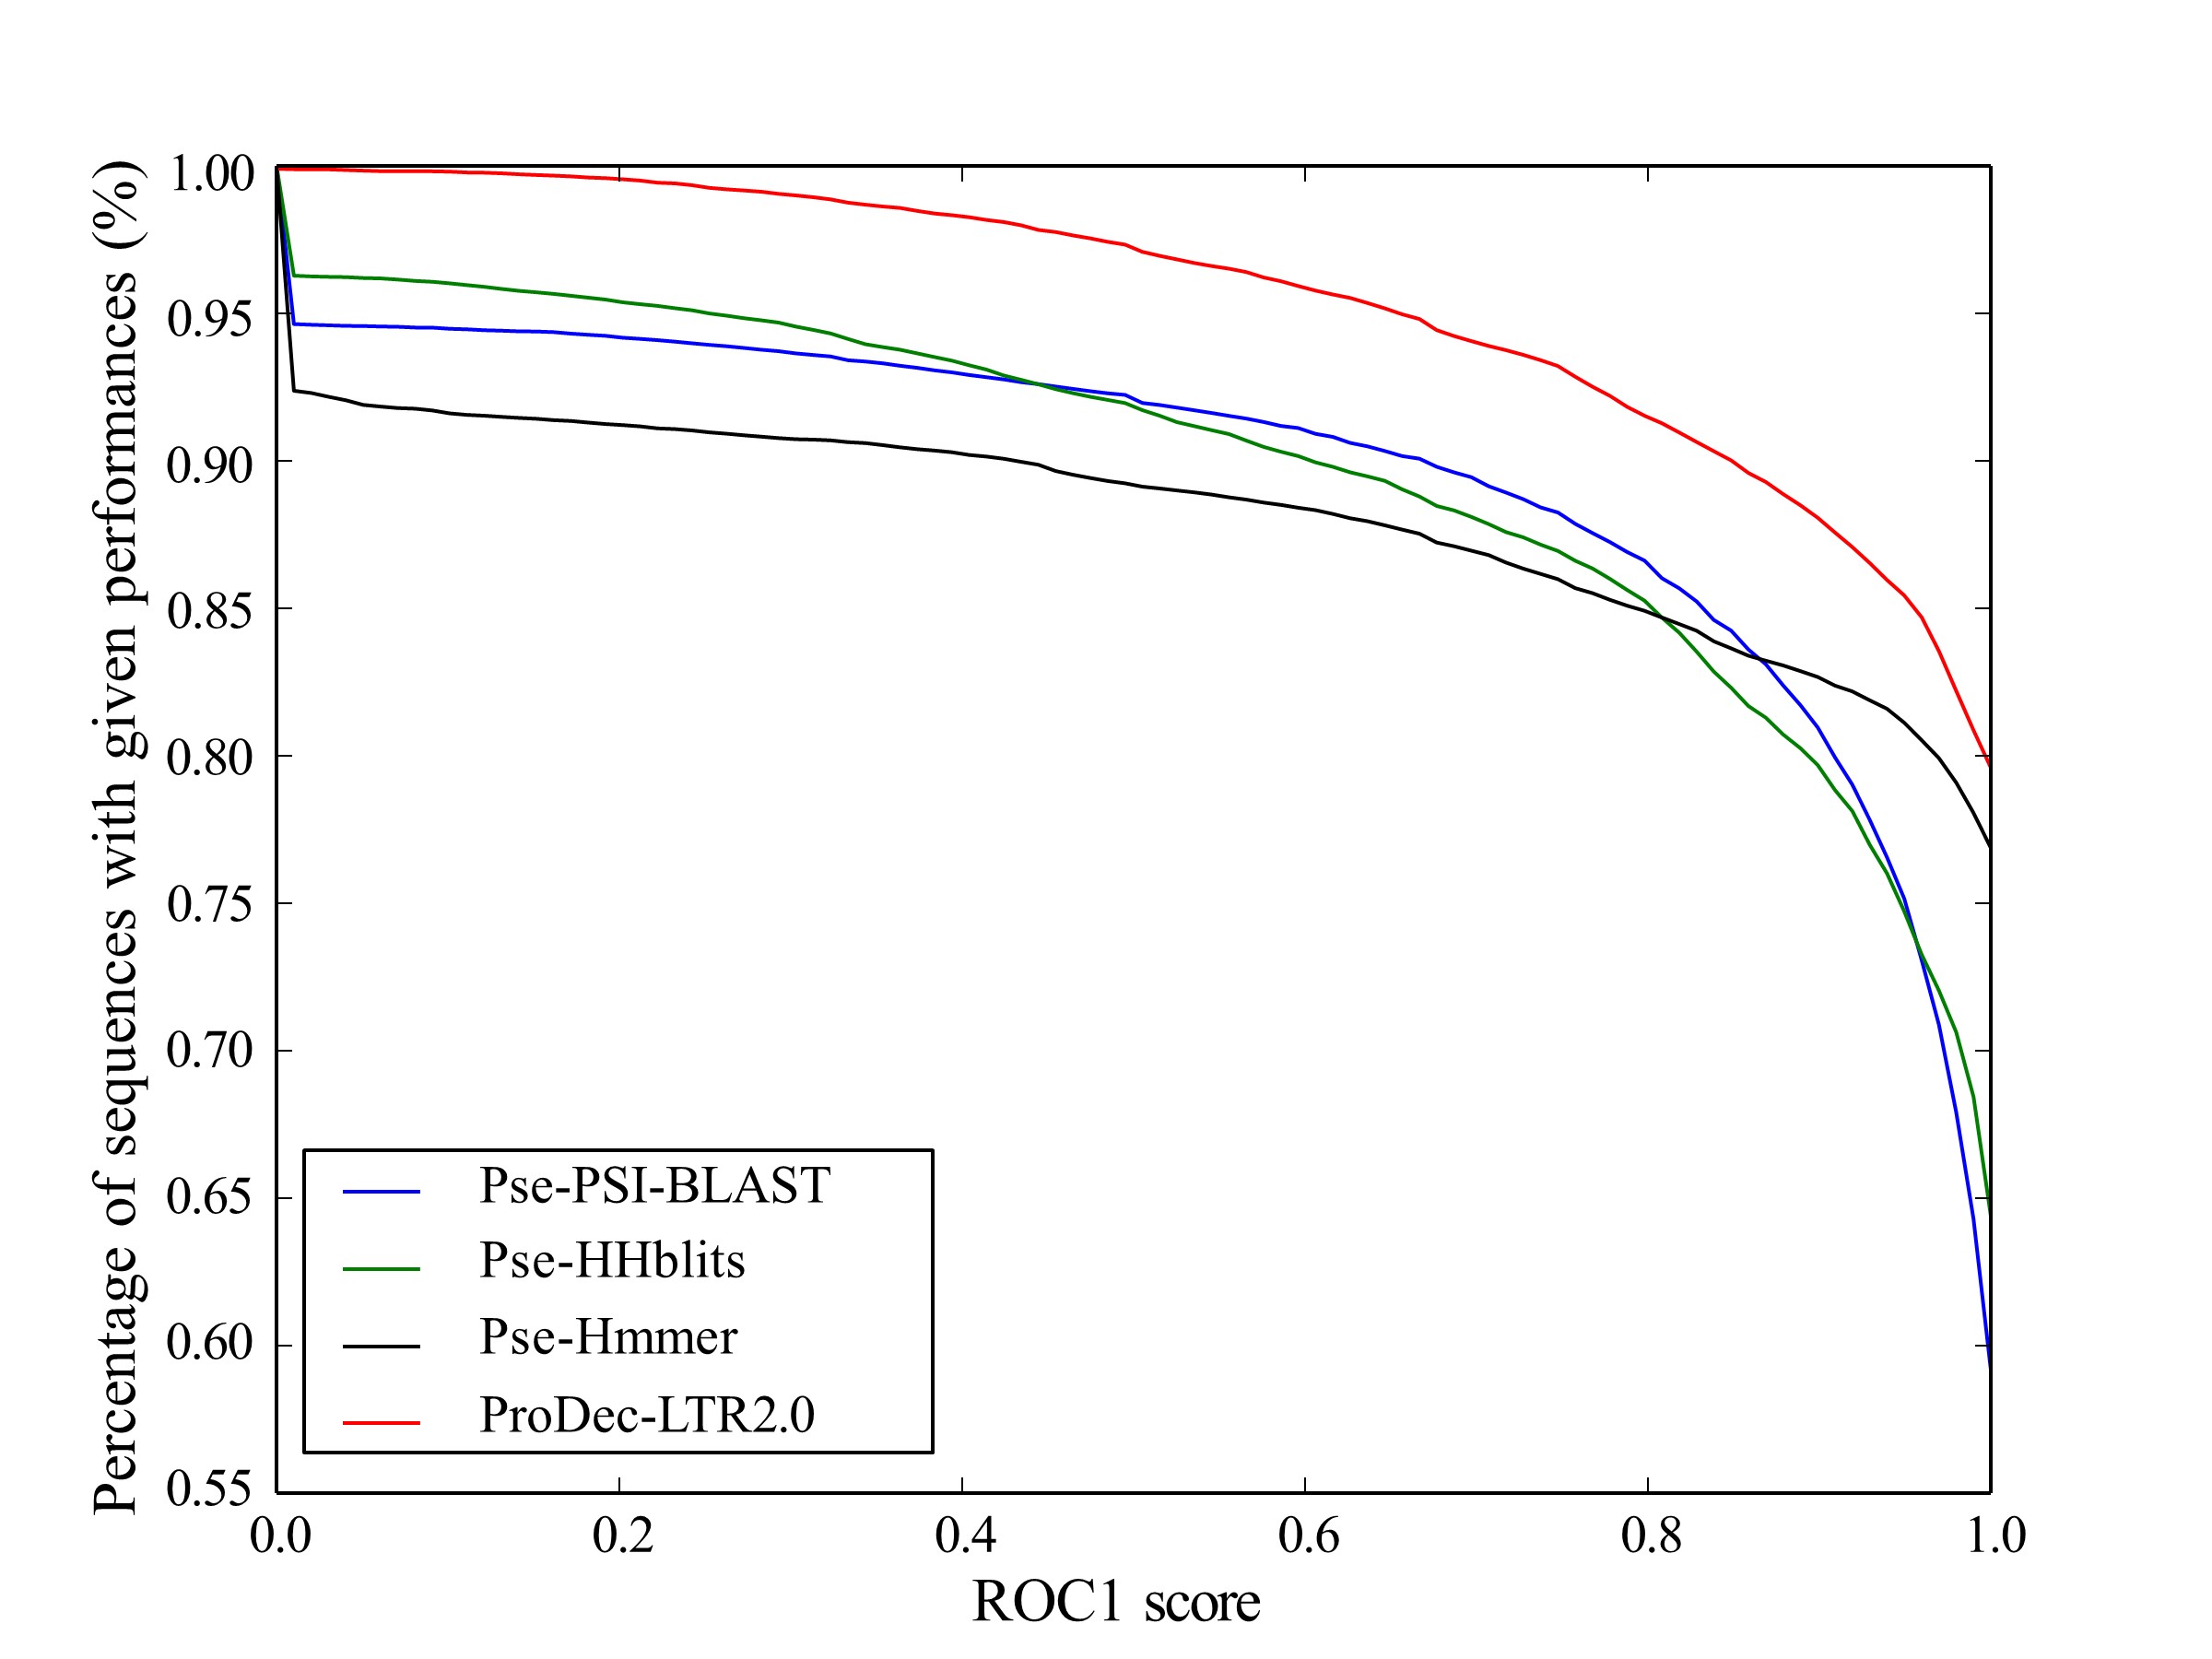 Percentage of sequences with given performances (%)
1.00
0.95
0.90
0.85
0.80
0.75
0.70
0.65
0.60
0.55
Pse-PSI-BLAST
Pse-HHblits
Pse-Hmmer
ProDec-LTR2.0
0.0 0.2 0.4 0.6 0.8 1.0
ROC1 score